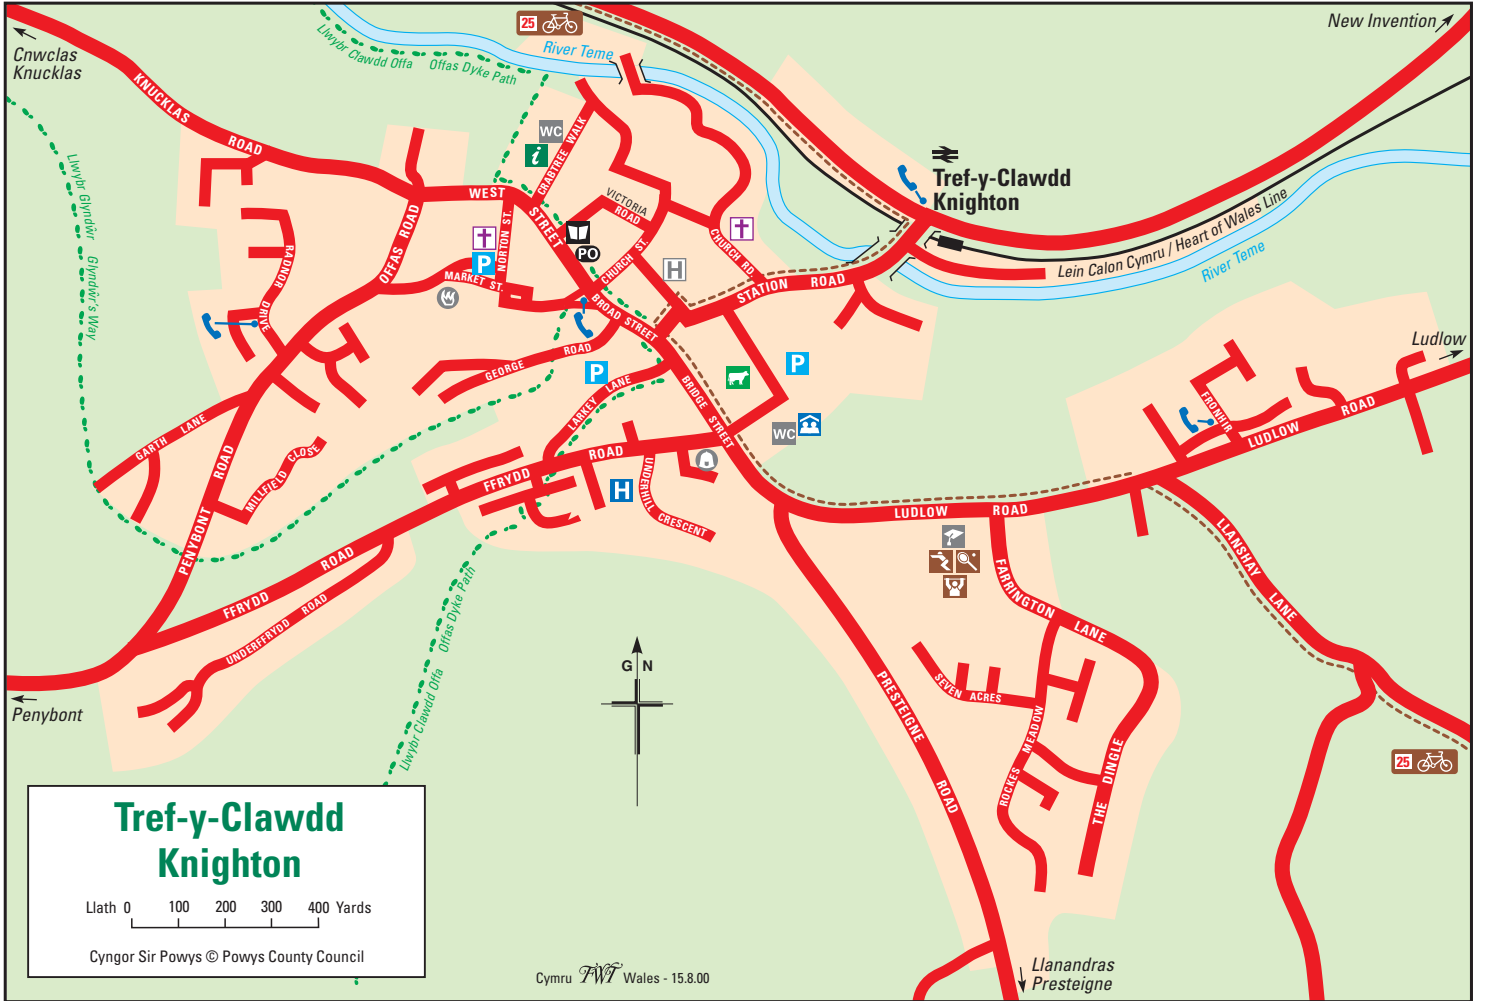 Cnwclas
Knucklas
25
New Invention
River Teme
Llwybr Clawdd Offa Offas Dyke Path
KNUCKLAS ROAD
Llwybr Glyndŵr Glyndŵr's Way
WC
i
CRABTREE WALK
WEST STREET
VICTORIA ROAD
NORTON ST.
OFFAS ROAD
P
MARKET ST.
PO
CHURCH ST.
CHURCH RD.
H
STATION ROAD
Tref-y-Clawdd
Knighton
Lein Calon Cymru / Heart of Wales Line
River Teme
RADNOR DRIVE
BROAD STREET
GEORGE ROAD
P
LARKEY LANE
BRIDGE STREET
P
WC
Ludlow
FRONHIR
LUDLOW ROAD
GARTH LANE
MILLFIELD CLOSE
PENYBONT ROAD
FFRYDD ROAD
H
UNDERHILL CRESCENT
LUDLOW ROAD
LLANSHAY LANE
FARRINGTON LANE
FFRYDD ROAD
UNDERFFRYDD ROAD
Llwybr Clawdd Offa Offas Dyke Path
G N
SEVEN ACRES
ROCKES MEADOW
THE DINGLE
PRESTEIGNE ROAD
Penybont
25
Tref-y-Clawdd
Knighton
Llath 0 100 200 300 400 Yards
Cyngor Sir Powys © Powys County Council
Cymru FWT Wales - 15.8.00
Llanandras
Presteigne